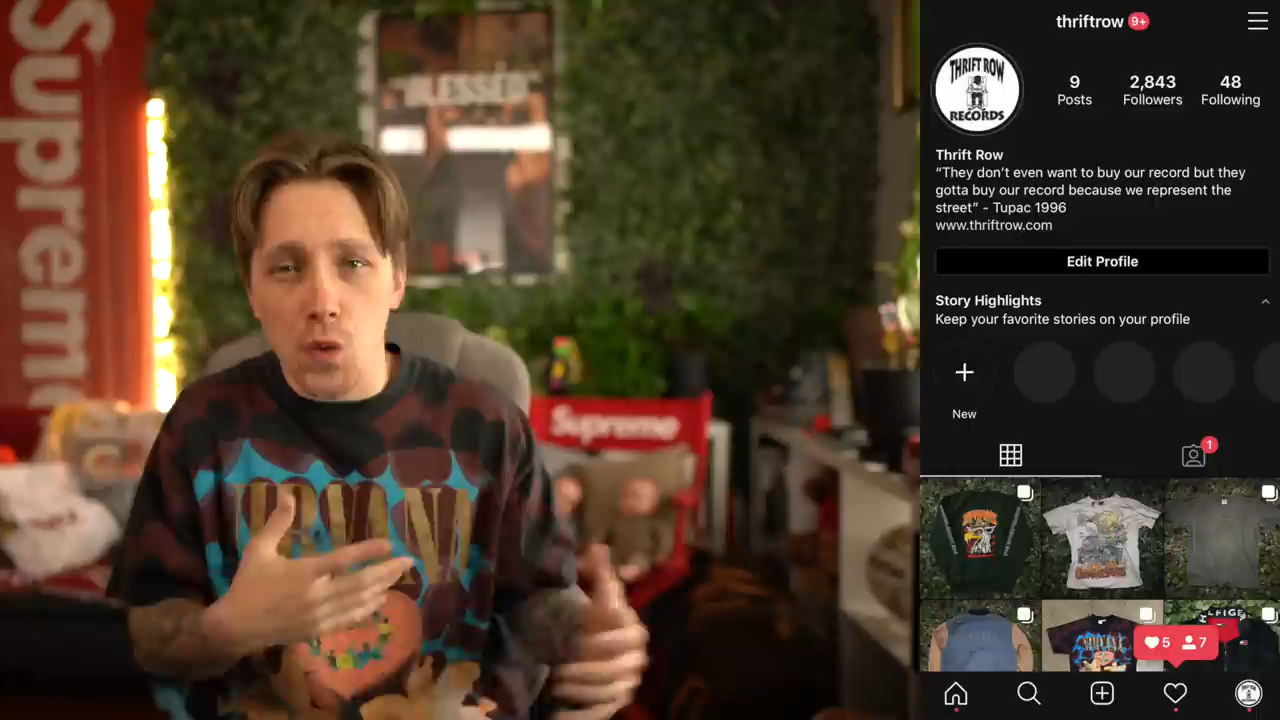 Supreme
"BLESSED"
NIRVANA
Supreme
thriftrow 9+
THRIFT ROW
RECORDS
9
Posts
2,843
Followers
48
Following
Thrift Row
“They don’t even want to buy our record but they
gotta buy our record because we represent the
street” - Tupac 1996
www.thriftrow.com
Edit Profile
Story Highlights
Keep your favorite stories on your profile
New
1
5 7